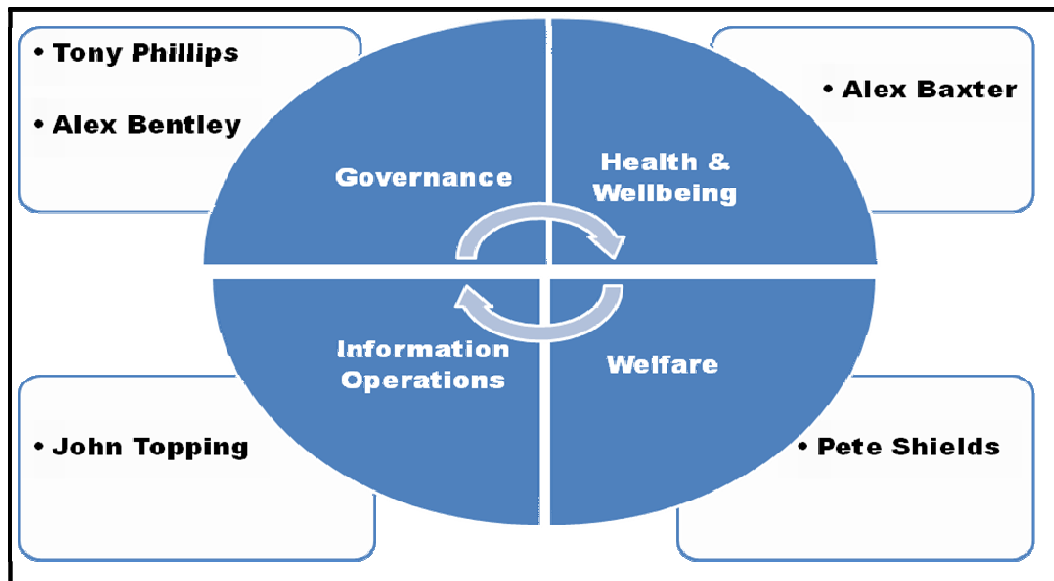 • Tony Phillips
• Alex Bentley
Governance
Health &
Wellbeing
• Alex Baxter
Information
Operations
Welfare
• John Topping
• Pete Shields